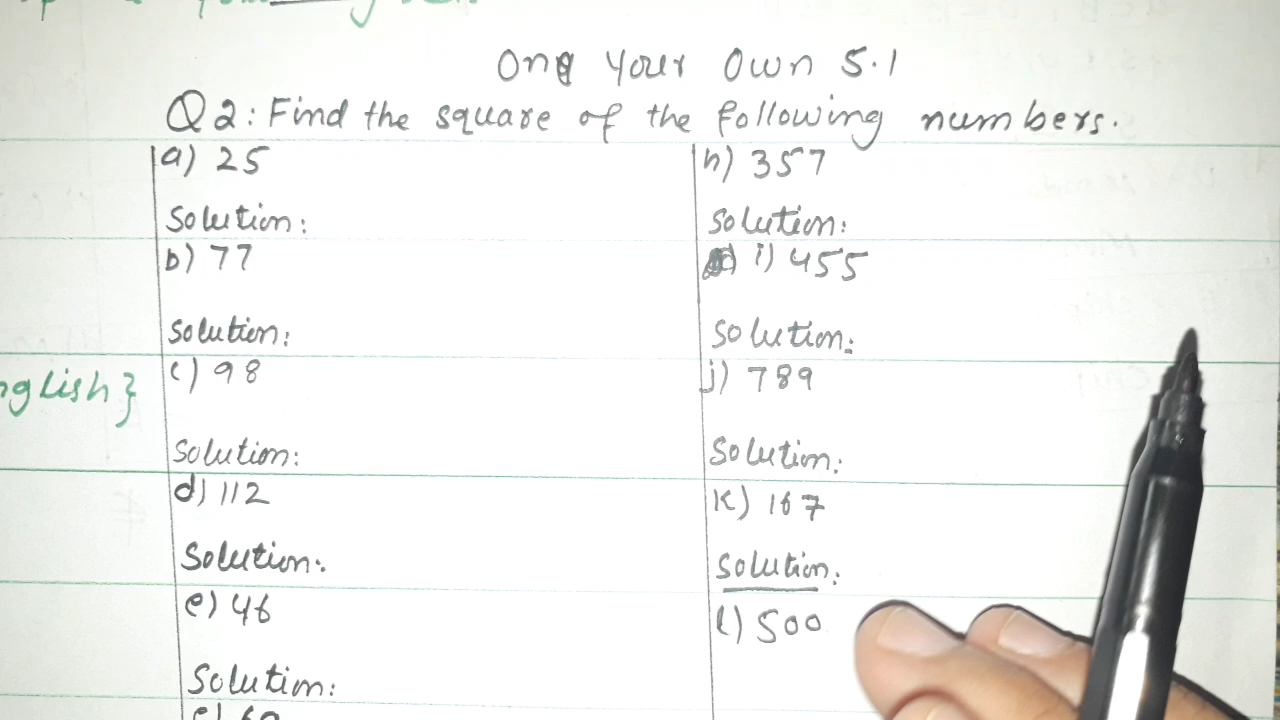 One Your Own 5.1
Q2: Find the square of the following numbers.
a) 25
Solution:
b) 77
Solution:
c) 98
Solution:
d) 112
Solution:
e) 46
Solution:
h) 357
Solution:
i) 455
Solution:
j) 789
Solution:
k) 167
Solution:
l) 500
nglish}